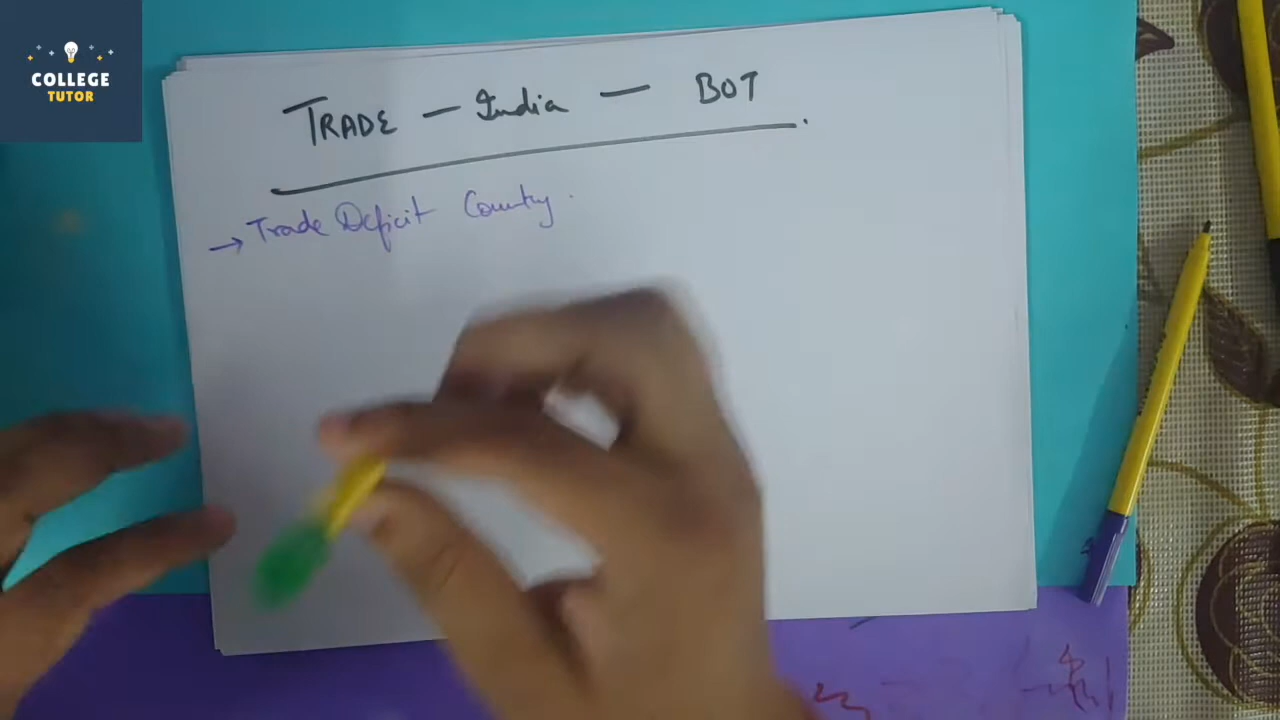 COLLEGE
TUTOR
TRADE — India — BOT
→ Trade Deficit Country.